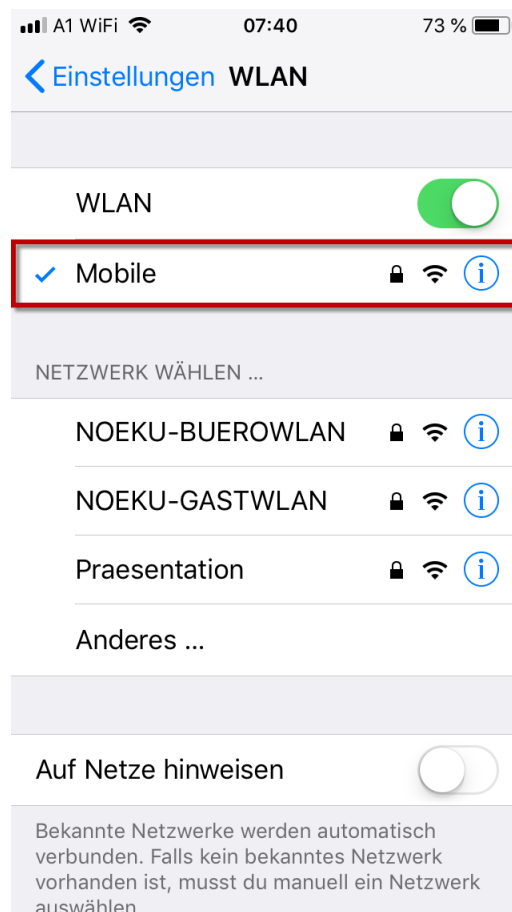 A1 WiFi 07:40 73 %
Einstellungen WLAN
WLAN
Mobile
NETZWERK WÄHLEN ...
NOEKU-BUEROWLAN
NOEKU-GASTWLAN
Praesentation
Anderes ...
Auf Netze hinweisen
Bekannte Netzwerke werden automatisch
verbunden. Falls kein bekanntes Netzwerk
vorhanden ist, musst du manuell ein Netzwerk
auswählen